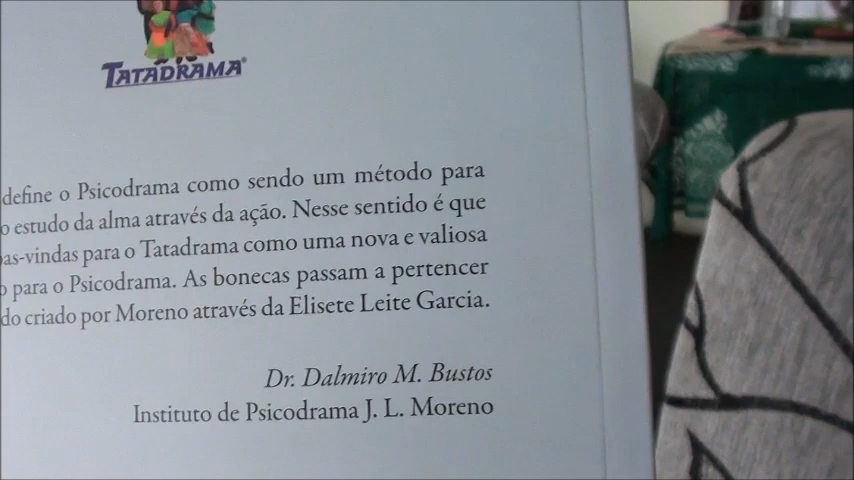 TATADRAMA®
define o Psicodrama como sendo um método para
o estudo da alma através da ação. Nesse sentido é que
as-vindas para o Tatadrama como uma nova e valiosa
para o Psicodrama. As bonecas passam a pertencer
do criado por Moreno através da Elisete Leite Garcia.
Dr. Dalmiro M. Bustos
Instituto de Psicodrama J. L. Moreno